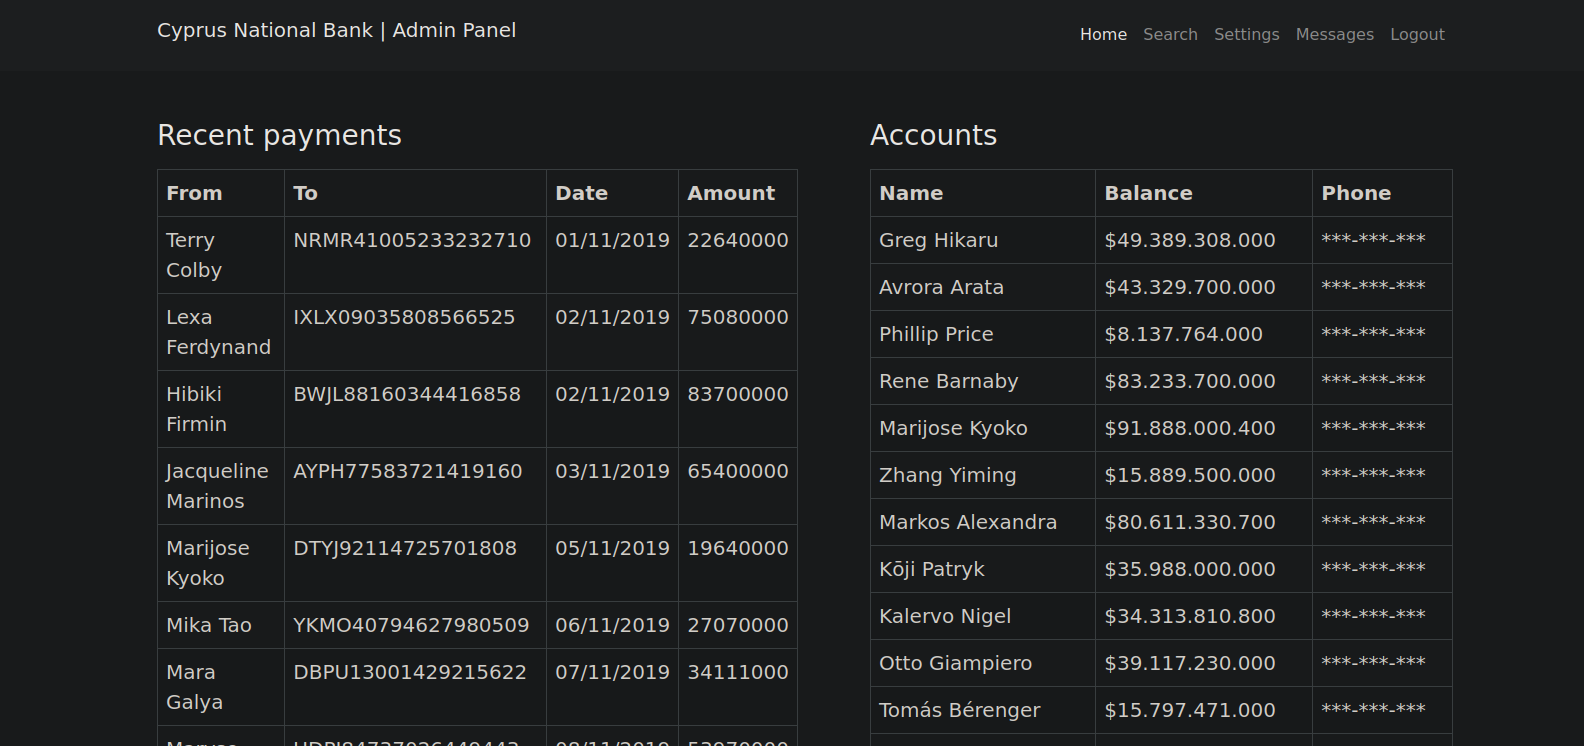 Cyprus National Bank | Admin Panel
Home Search Settings Messages Logout
Recent payments
From To Date Amount
Terry Colby NRMR41005233232710 01/11/2019 22640000
Lexa Ferdynand IXLX09035808566525 02/11/2019 75080000
Hibiki Firmin BWJL88160344416858 02/11/2019 83700000
Jacqueline Marinos AYPH77583721419160 03/11/2019 65400000
Marijose Kyoko DTYJ92114725701808 05/11/2019 19640000
Mika Tao YKMO40794627980509 06/11/2019 27070000
Mara Galya DBPU13001429215622 07/11/2019 34111000
Accounts
Name Balance Phone
Greg Hikaru $49.389.308.000 ***-***-***
Avrora Arata $43.329.700.000 ***-***-***
Phillip Price $8.137.764.000 ***-***-***
Rene Barnaby $83.233.700.000 ***-***-***
Marijose Kyoko $91.888.000.400 ***-***-***
Zhang Yiming $15.889.500.000 ***-***-***
Markos Alexandra $80.611.330.700 ***-***-***
Kōji Patryk $35.988.000.000 ***-***-***
Kalervo Nigel $34.313.810.800 ***-***-***
Otto Giampiero $39.117.230.000 ***-***-***
Tomás Bérenger $15.797.471.000 ***-***-***